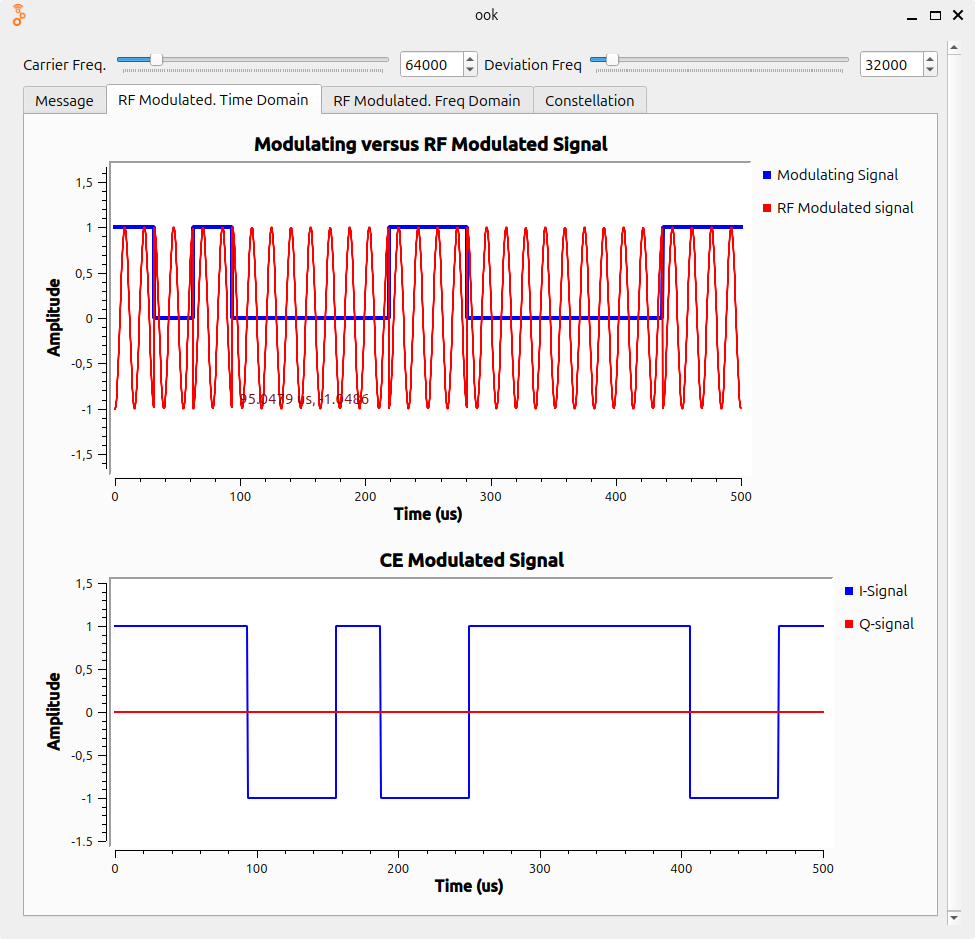 ook
Carrier Freq. 64000 Deviation Freq 32000
Message RF Modulated. Time Domain RF Modulated. Freq Domain Constellation
Modulating versus RF Modulated Signal
Modulating Signal
RF Modulated signal
Amplitude
1,5
1
0,5
0
-0,5
-1
-1,5
95.0479 us, -1.0486
0 100 200 300 400 500
Time (us)
CE Modulated Signal
I-Signal
Q-signal
Amplitude
1,5
1
0,5
0
-0,5
-1
-1.5
0 100 200 300 400 500
Time (us)